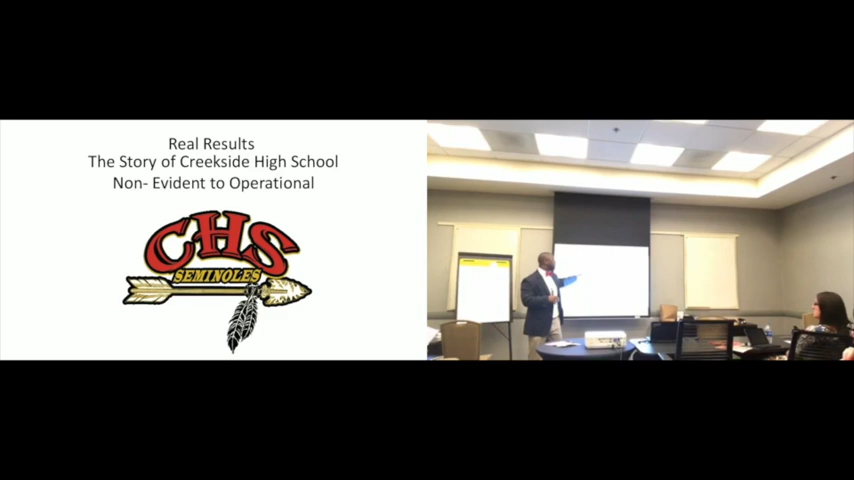 Real Results
The Story of Creekside High School
Non- Evident to Operational
CHS
SEMINOLES